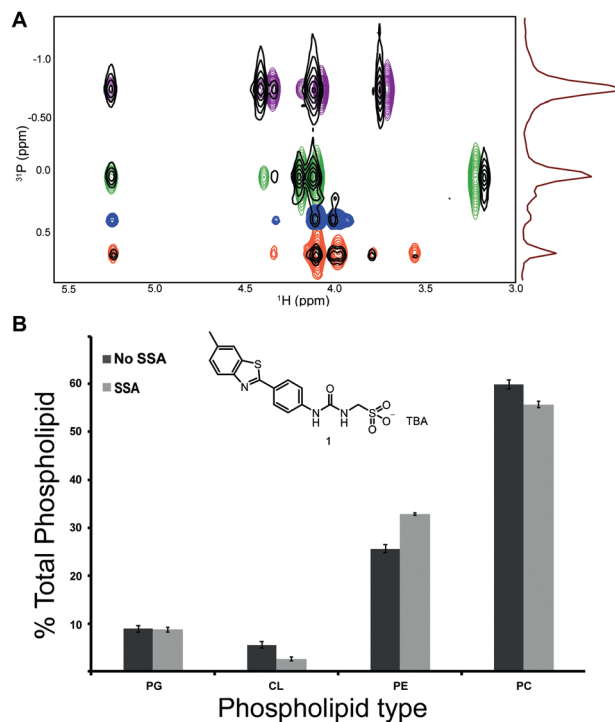 A
-1.0
-0.50
0.0
0.5
³¹P (ppm)
5.5 5.0 4.5 4.0 3.5 3.0
¹H (ppm)
B
No SSA
SSA
S
N
O
N
H
N
H
O
S
O
O⁻
TBA
1
60
50
40
30
20
10
% Total Phospholipid
PG CL PE PC
Phospholipid type